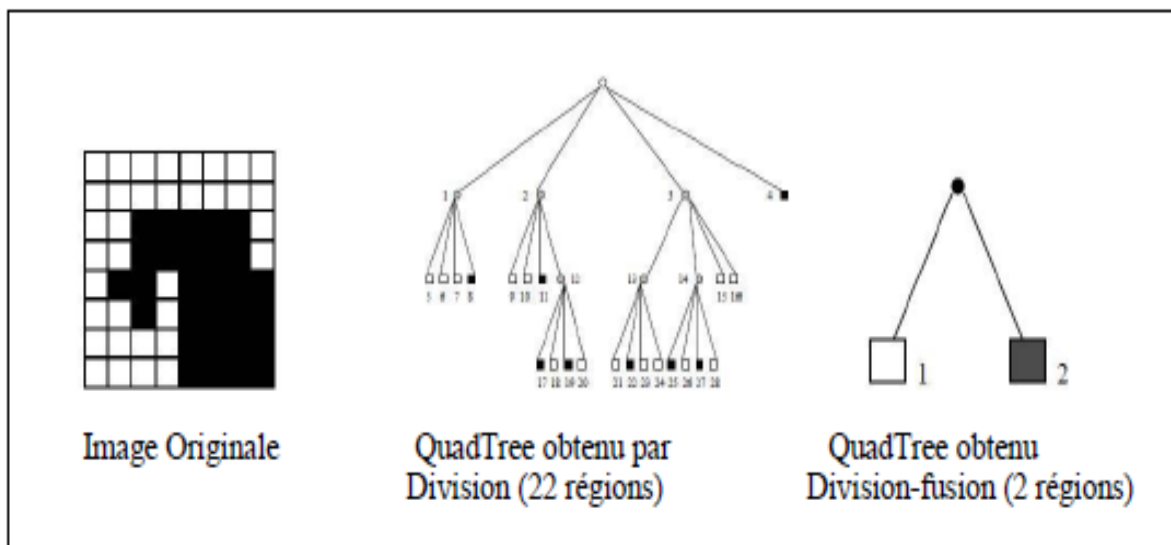 1 2 3 4
5 6 7 8 9 10 11 12 13 14 15 166
17 18 19 20 21 22 23 24 25 26 27 28
1 2
Image Originale
QuadTree obtenu par
Division (22 régions)
QuadTree obtenu
Division-fusion (2 régions)